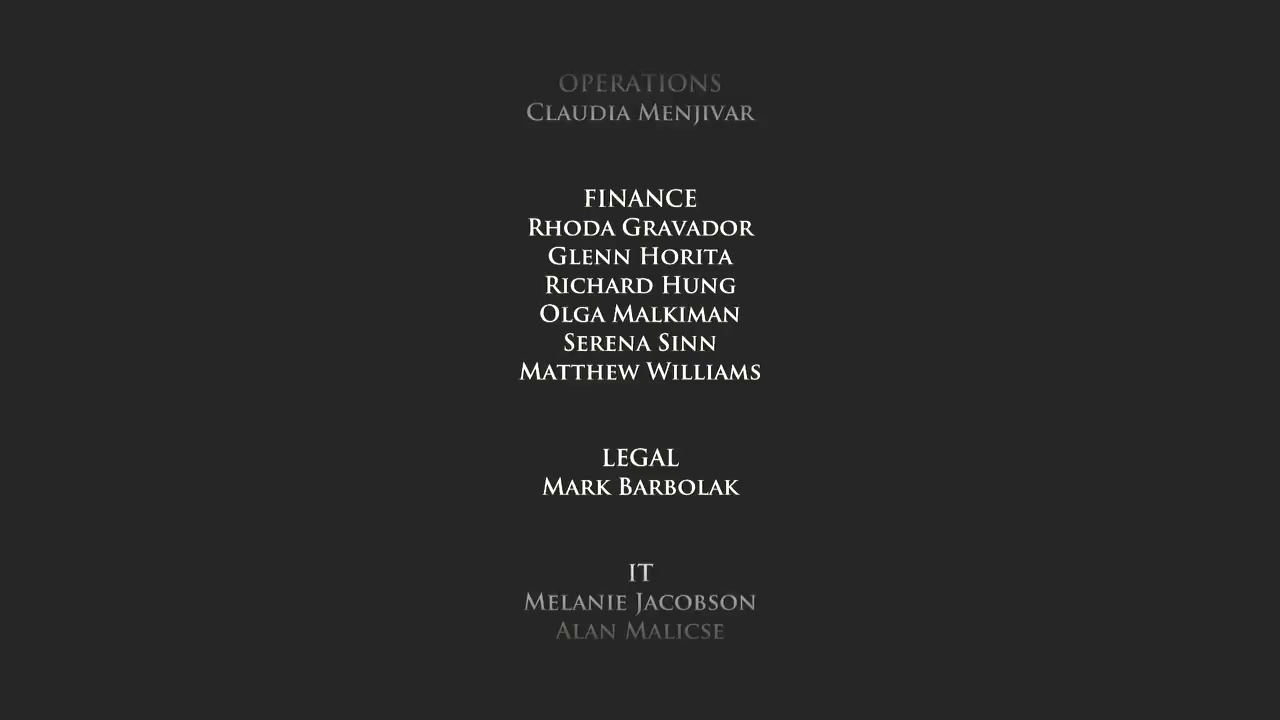 OPERATIONS
CLAUDIA MENJIVAR
FINANCE
RHODA GRAVADOR
GLENN HORITA
RICHARD HUNG
OLGA MALKIMAN
SERENA SINN
MATTHEW WILLIAMS
LEGAL
MARK BARBOLAK
IT
MELANIE JACOBSON
ALAN MALICSE